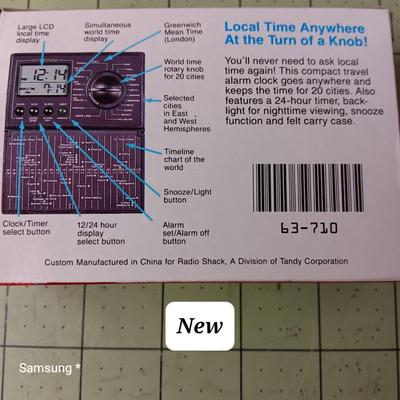 Large LCD
local time
display
Simultaneous
world time
display
Greenwich
Mean Time
(London)
World time
rotary knob
for 20 cities
Selected
cities
in East
and West
Hemispheres
Timeline
chart of the
world
Snooze/Light
button
Alarm
set/Alarm off
button
12/24 hour
display
select button
Clock/Timer
select button
12:14
7:14
Local Time Anywhere
At the Turn of a Knob!
You'll never need to ask local
time again! This compact travel
alarm clock goes anywhere and
keeps the time for 20 cities. Also
features a 24-hour timer, back-
light for nighttime viewing, snooze
function and felt carry case.
63-710
Custom Manufactured in China for Radio Shack, A Division of Tandy Corporation
New
Samsung *